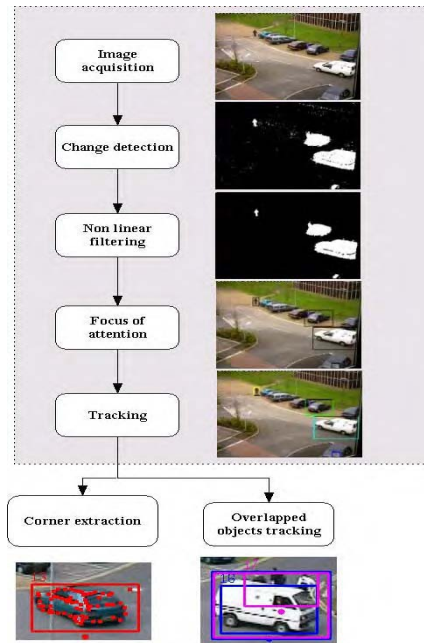 Image
acquisition
Change detection
Non linear
filtering
Focus of
attention
Tracking
Corner extraction
Overlapped
objects tracking